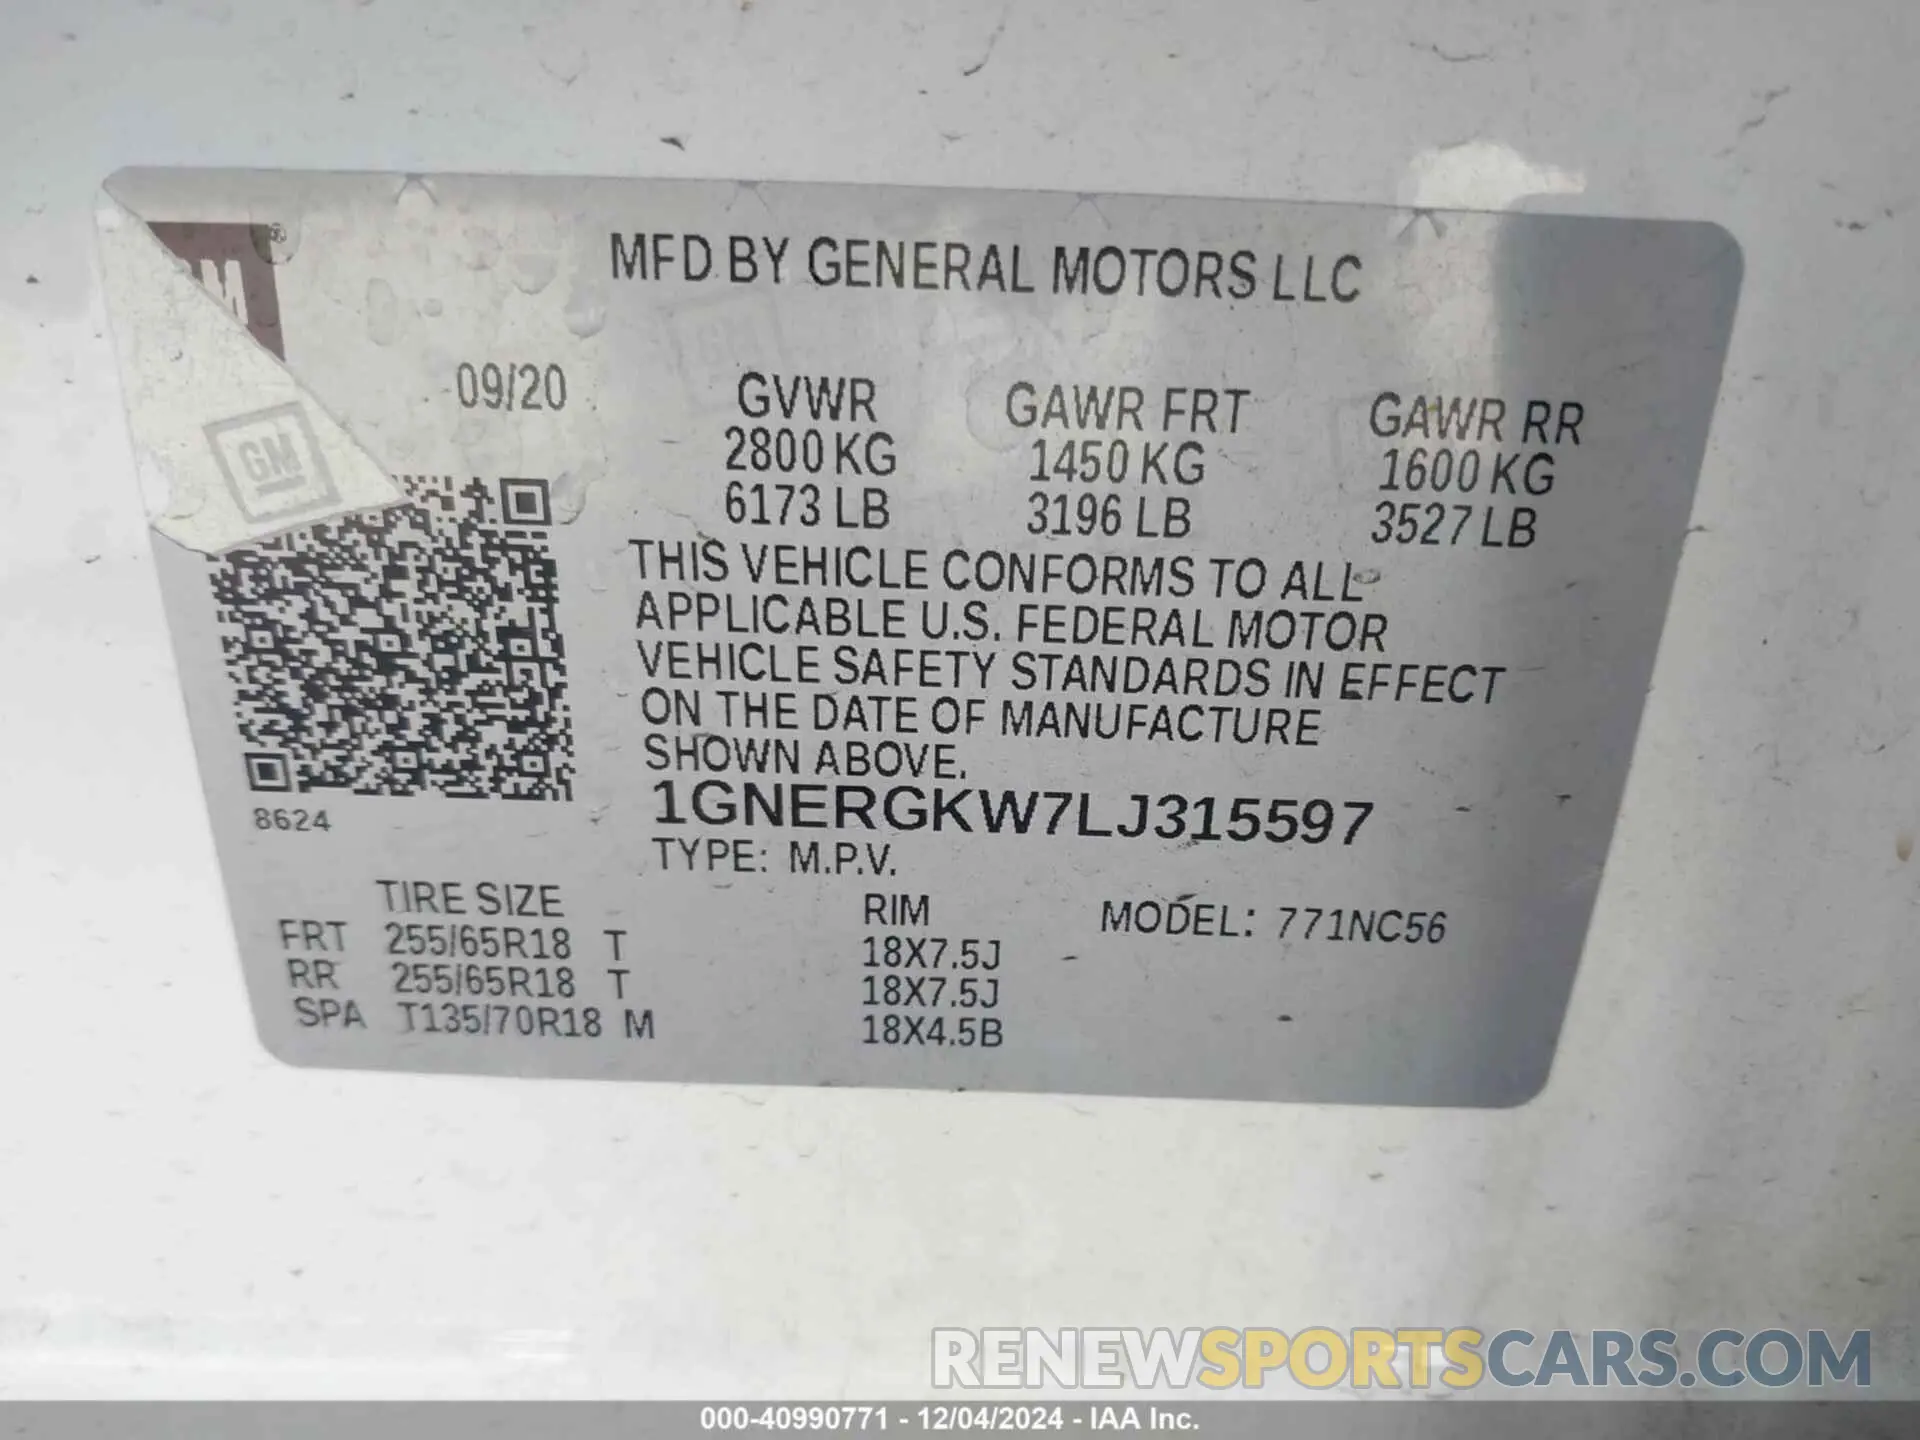 MFD BY GENERAL MOTORS LLC
09/20
GVWR GAWR FRT GAWR RR
2800 KG 1450 KG 1600 KG
6173 LB 3196 LB 3527 LB
THIS VEHICLE CONFORMS TO ALL
APPLICABLE U.S. FEDERAL MOTOR
VEHICLE SAFETY STANDARDS IN EFFECT
ON THE DATE OF MANUFACTURE
SHOWN ABOVE.
1GNERGKW7LJ315597
TYPE: M.P.V.
GM
8624
TIRE SIZE RIM MODEL: 771NC56
FRT 255/65R18 T 18X7.5J
RR 255/65R18 T 18X7.5J
SPA T135/70R18 M 18X4.5B
RENEWSPORTSCARS.COM
000-40990771 - 12/04/2024 - IAA Inc.